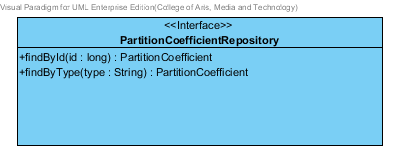 Visual Paradigm for UML Enterprise Edition(College of Arts, Media and Technology)
<<Interface>>
PartitionCoefficientRepository
+findById(id : long) : PartitionCoefficient
+findByType(type : String) : PartitionCoefficient